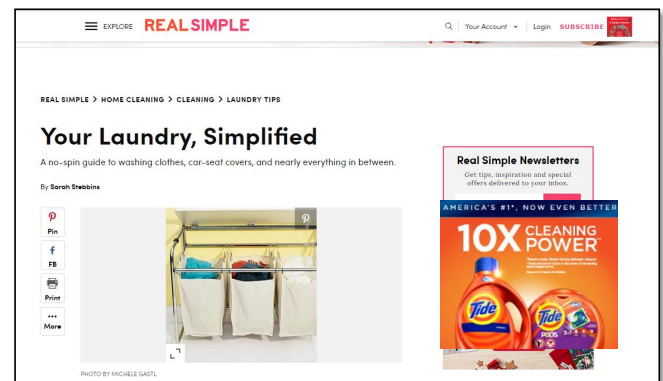 EXPLORE REAL SIMPLE Your Account Login SUBSCRIBE
REAL SIMPLE > HOME CLEANING > CLEANING > LAUNDRY TIPS
Your Laundry, Simplified
A no-spin guide to washing clothes, car-seat covers, and nearly everything in between.
By Sarah Stebbins
Pin
FB
Print
More
PHOTO BY MICHELE GASTL
Real Simple Newsletters
Get tips, inspiration and special
offers delivered to your inbox.
AMERICA'S #1*, NOW EVEN BETTER
10X CLEANING
POWER
Tide
Tide
PODS